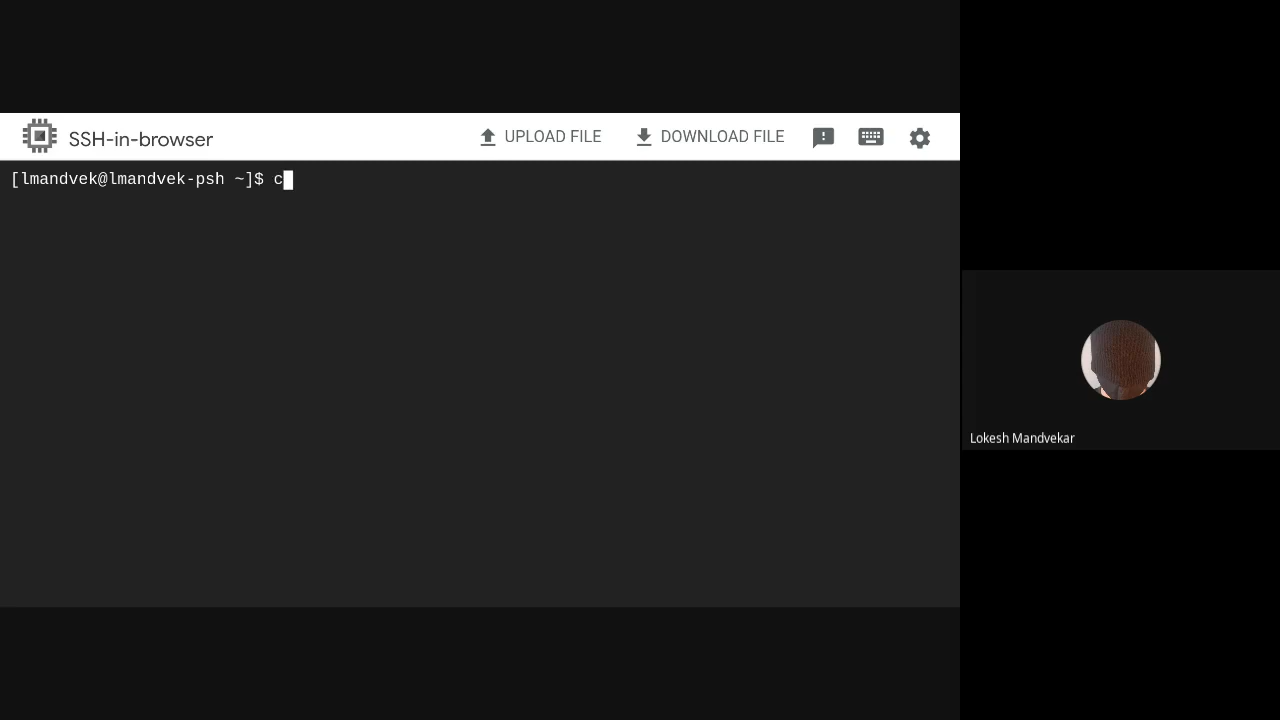 SSH-in-browser
UPLOAD FILE
DOWNLOAD FILE
[lmandvek@lmandvek-psh ~]$ c
Lokesh Mandvekar